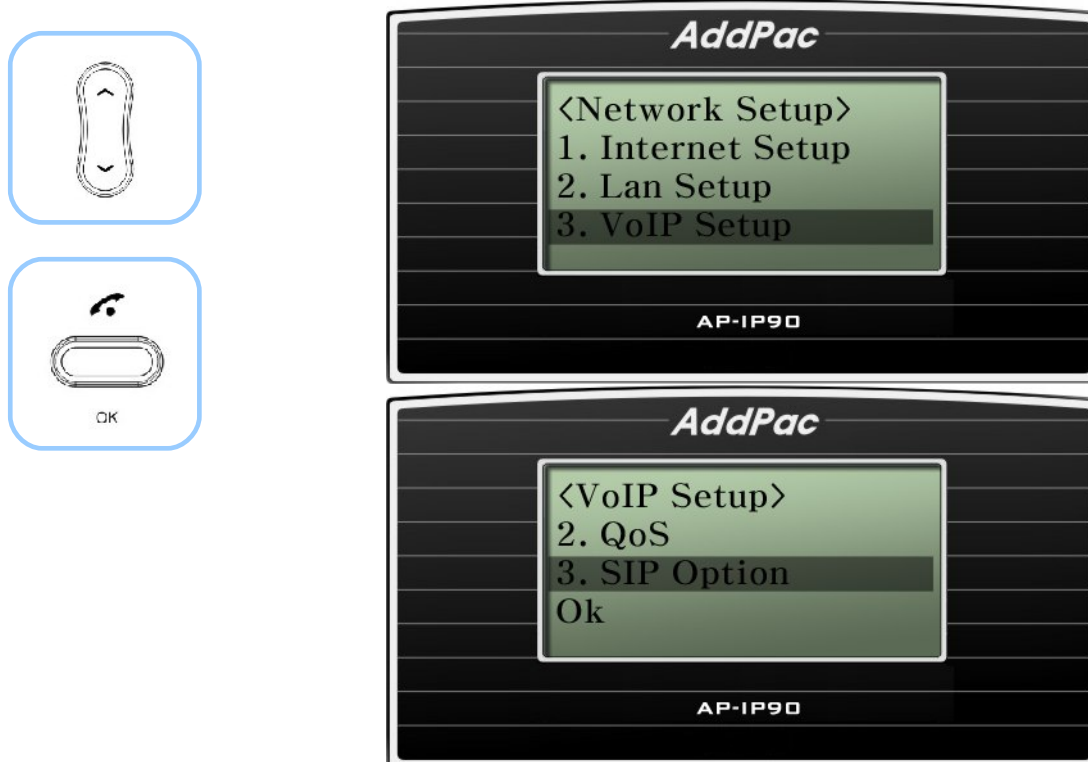 OK
AddPac
<Network Setup>
1. Internet Setup
2. Lan Setup
3. VoIP Setup
AP-IP90
AddPac
<VoIP Setup>
2. QoS
3. SIP Option
Ok
AP-IP90